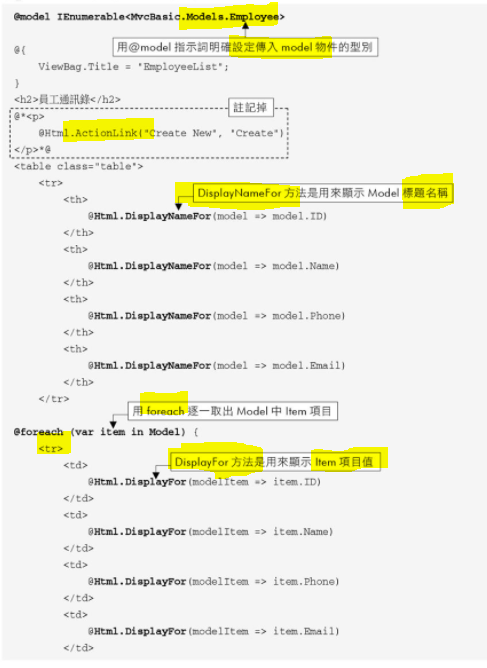 @model IEnumerable<MvcBasic.Models.Employee>
用@model 指示詞明確設定傳入 model 物件的型別
@{
ViewBag.Title = "EmployeeList";
}
<h2>員工通訊錄</h2>
註記掉
@*<p>
@Html.ActionLink("Create New", "Create")
</p>*@
<table class="table">
<tr>
DisplayNameFor 方法是用來顯示 Model 標題名稱
<th>
@Html.DisplayNameFor(model => model.ID)
</th>
<th>
@Html.DisplayNameFor(model => model.Name)
</th>
<th>
@Html.DisplayNameFor(model => model.Phone)
</th>
<th>
@Html.DisplayNameFor(model => model.Email)
</th>
</tr>
用 foreach 逐一取出 Model 中 Item 項目
@foreach (var item in Model) {
<tr>
DisplayFor 方法是用來顯示 Item 項目值
<td>
@Html.DisplayFor(modelItem => item.ID)
</td>
<td>
@Html.DisplayFor(modelItem => item.Name)
</td>
<td>
@Html.DisplayFor(modelItem => item.Phone)
</td>
<td>
@Html.DisplayFor(modelItem => item.Email)
</td>